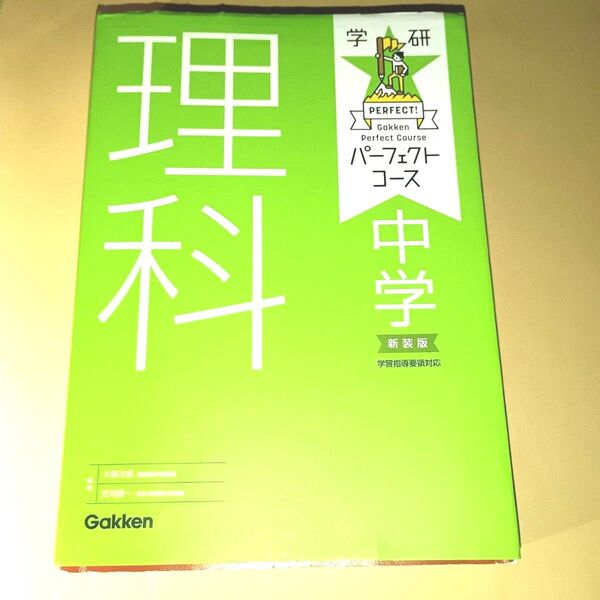 理科
学研
PERFECT!
Gakken
Perfect Course
パーフェクト
コース
中学
新装版
学習指導要領対応
Gakken